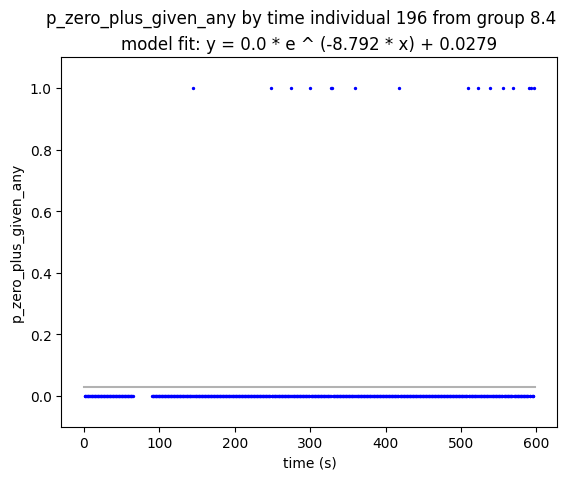 p_zero_plus_given_any by time individual 196 from group 8.4
model fit: y = 0.0 * e ^ (-8.792 * x) + 0.0279
1.0
0.8
0.6
0.4
0.2
0.0
p_zero_plus_given_any
0 100 200 300 400 500 600
time (s)